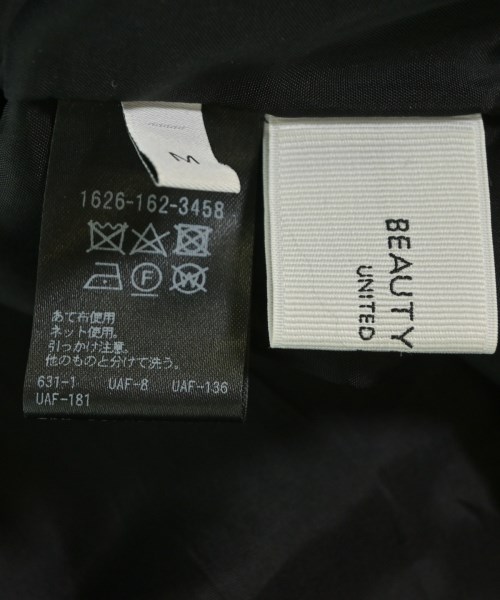 M
1626-162-3458
あて布使用
ネット使用。
引っかけ注意。
他のものと分けて洗う。
631-1 UAF-8 UAF-136
UAF-181
BEAUTY
UNITED